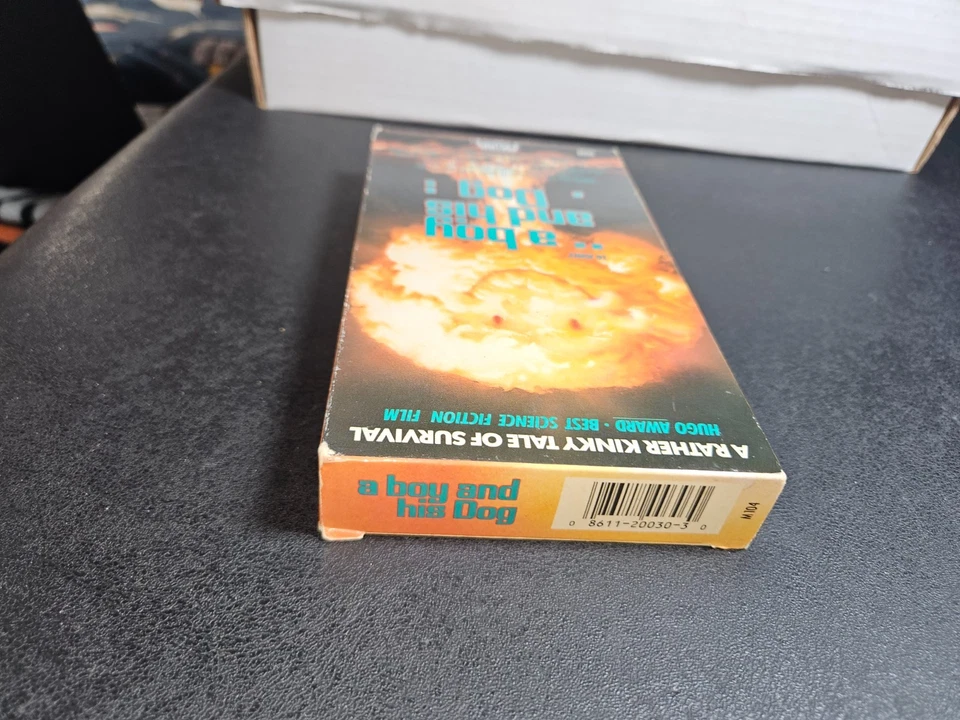 A RATHER KINKY TALE OF SURVIVAL
HUGO AWARD • BEST SCIENCE FICTION FILM
a boy
and his
Dog
a boy and
his Dog
0 8611-20030-3 0
M104